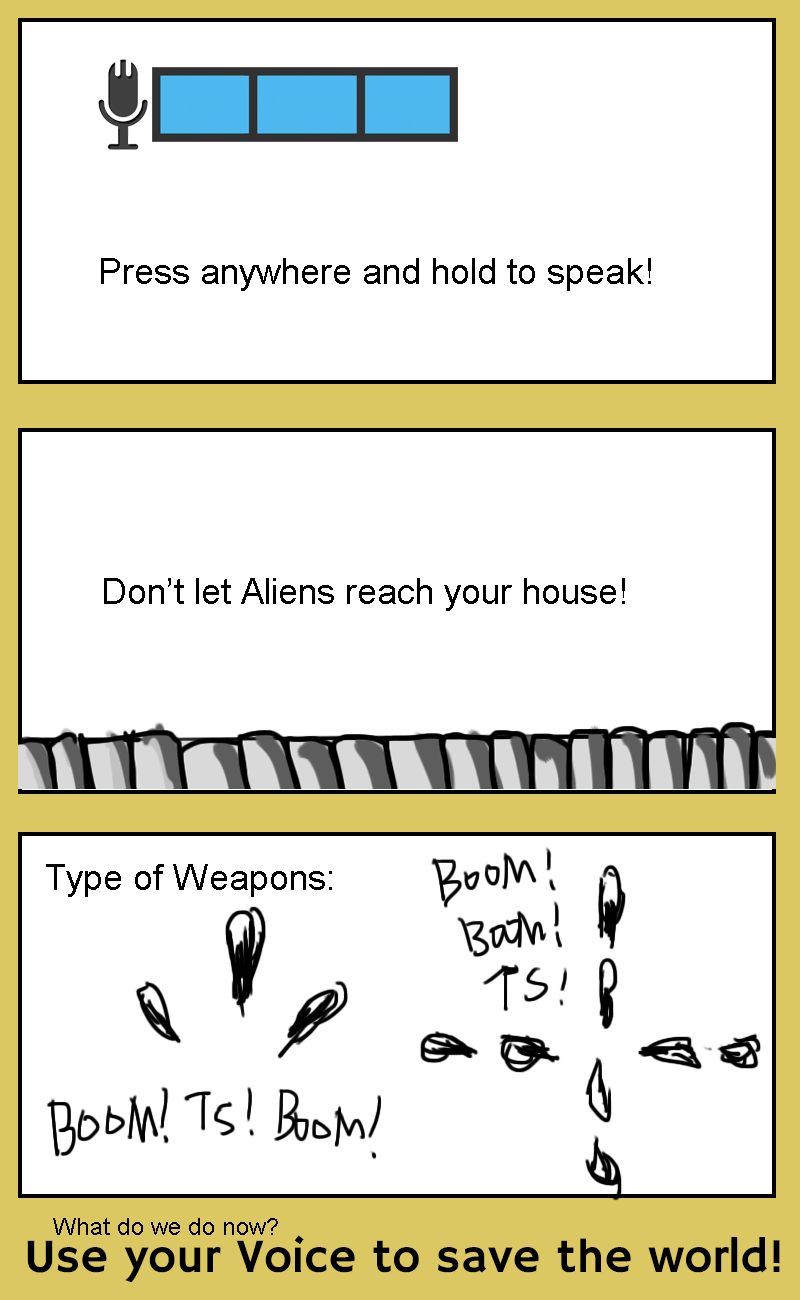 Press anywhere and hold to speak!
Don’t let Aliens reach your house!
Type of Weapons:
BOOM! TS! BOOM!
BOOM!
BAM!
TS!
What do we do now?
Use your Voice to save the world!